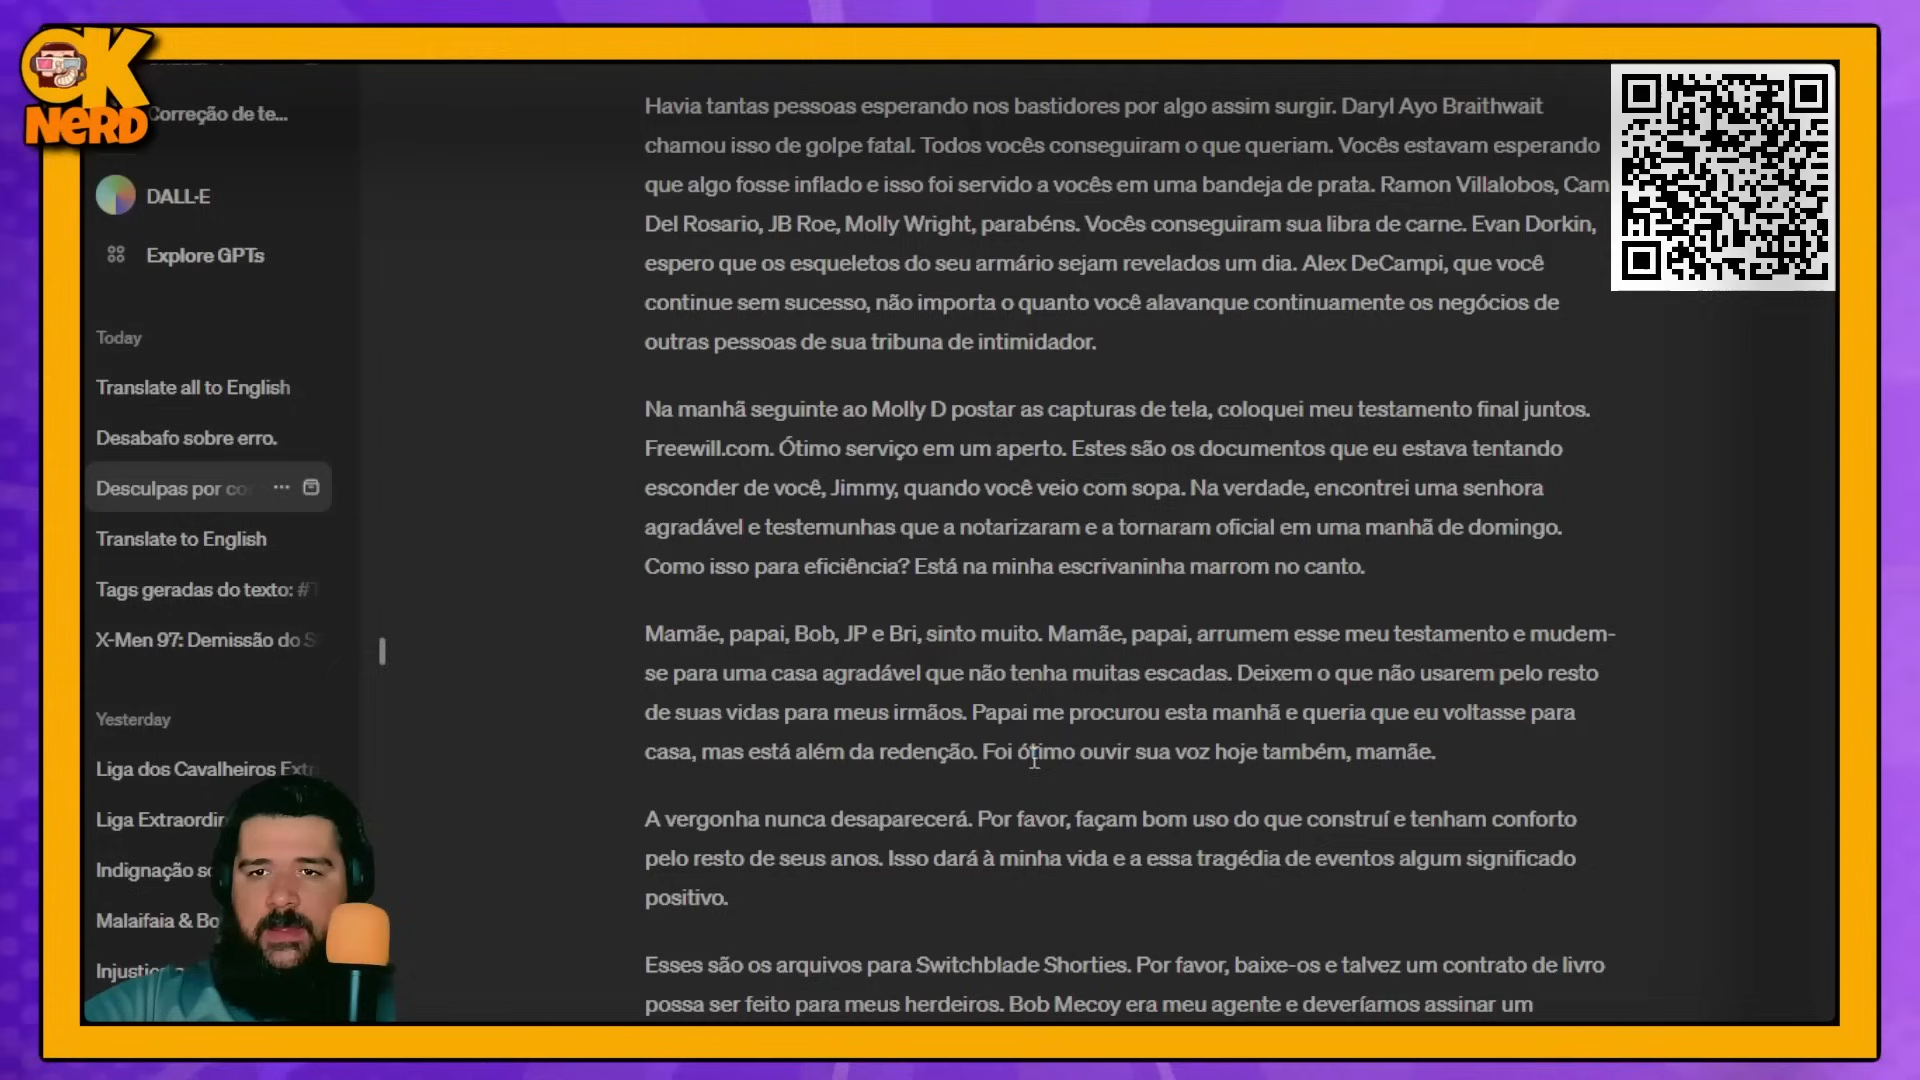 OK
NeRD
Correção de te...
DALL·E
Explore GPTs
Today
Translate all to English
Desabafo sobre erro.
Desculpas por co
Translate to English
Tags geradas do texto: #
X-Men 97: Demissão do S
Yesterday
Liga dos Cavalheiros Extr
Liga Extraordin
Indignação so
Malaifaia & Bo
Injustiç
Havia tantas pessoas esperando nos bastidores por algo assim surgir. Daryl Ayo Braithwait
chamou isso de golpe fatal. Todos vocês conseguiram o que queriam. Vocês estavam esperando
que algo fosse inflado e isso foi servido a vocês em uma bandeja de prata. Ramon Villalobos, Cam
Del Rosario, JB Roe, Molly Wright, parabéns. Vocês conseguiram sua libra de carne. Evan Dorkin,
espero que os esqueletos do seu armário sejam revelados um dia. Alex DeCampi, que você
continue sem sucesso, não importa o quanto você alavanque continuamente os negócios de
outras pessoas de sua tribuna de intimidador.
Na manhã seguinte ao Molly D postar as capturas de tela, coloquei meu testamento final juntos.
Freewill.com. Ótimo serviço em um aperto. Estes são os documentos que eu estava tentando
esconder de você, Jimmy, quando você veio com sopa. Na verdade, encontrei uma senhora
agradável e testemunhas que a notarizaram e a tornaram oficial em uma manhã de domingo.
Como isso para eficiência? Está na minha escrivaninha marrom no canto.
Mamãe, papai, Bob, JP e Bri, sinto muito. Mamãe, papai, arrumem esse meu testamento e mudem-
se para uma casa agradável que não tenha muitas escadas. Deixem o que não usarem pelo resto
de suas vidas para meus irmãos. Papai me procurou esta manhã e queria que eu voltasse para
casa, mas está além da redenção. Foi ótimo ouvir sua voz hoje também, mamãe.
A vergonha nunca desaparecerá. Por favor, façam bom uso do que construí e tenham conforto
pelo resto de seus anos. Isso dará à minha vida e a essa tragédia de eventos algum significado
positivo.
Esses são os arquivos para Switchblade Shorties. Por favor, baixe-os e talvez um contrato de livro
possa ser feito para meus herdeiros. Bob Mecoy era meu agente e deveríamos assinar um